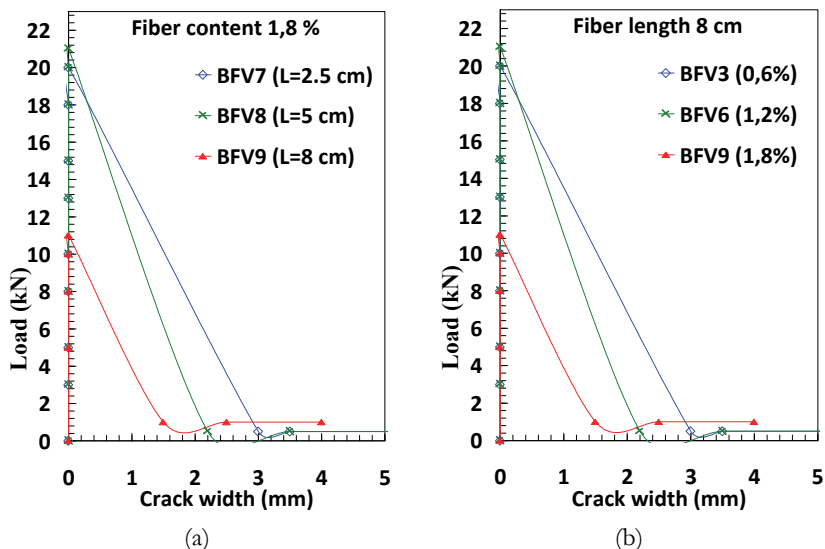 Fiber content 1,8 %
BFV7 (L=2.5 cm)
BFV8 (L=5 cm)
BFV9 (L=8 cm)
22
20
18
16
14
12
10
8
6
4
2
0
Load (kN)
0 1 2 3 4 5
Crack width (mm)
(a)
Fiber length 8 cm
BFV3 (0,6%)
BFV6 (1,2%)
BFV9 (1,8%)
22
20
18
16
14
12
10
8
6
4
2
0
Load (kN)
0 1 2 3 4 5
Crack width (mm)
(b)